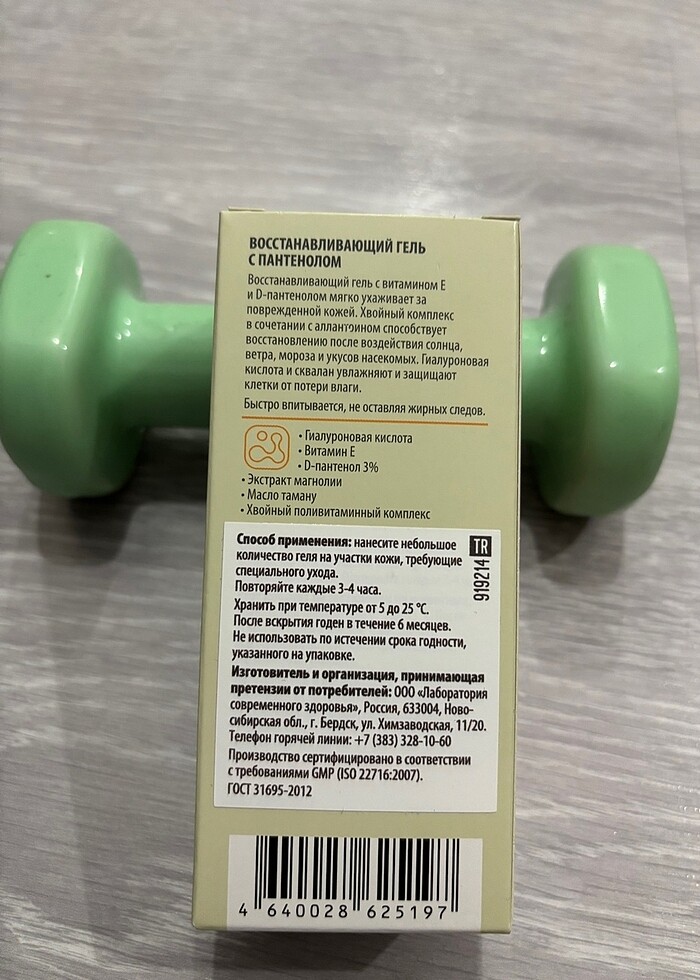 ВОССТАНАВЛИВАЮЩИЙ ГЕЛЬ
С ПАНТЕНОЛОМ
Восстанавливающий гель с витамином Е
и D-пантенолом мягко ухаживает за
поврежденной кожей. Хвойный комплекс
в сочетании с аллантоином способствует
восстановлению после воздействия солнца,
ветра, мороза и укусов насекомых. Гиалуроновая
кислота и сквалан увлажняют и защищают
клетки от потери влаги.
Быстро впитывается, не оставляя жирных следов.
• Гиалуроновая кислота
• Витамин Е
• D-пантенол 3%
• Экстракт магнолии
• Масло таману
• Хвойный поливитаминный комплекс
Способ применения: нанесите небольшое
количество геля на участки кожи, требующие
специального ухода.
Повторяйте каждые 3-4 часа.
Хранить при температуре от 5 до 25 °С.
После вскрытия годен в течение 6 месяцев.
Не использовать по истечении срока годности,
указанного на упаковке.
TR
919214
Изготовитель и организация, принимающая
претензии от потребителей: ООО «Лаборатория
современного здоровья», Россия, 633004, Ново-
сибирская обл., г. Бердск, ул. Химзаводская, 11/20.
Телефон горячей линии: +7 (383) 328-10-60
Производство сертифицировано в соответствии
с требованиями GMP (ISO 22716:2007).
ГОСТ 31695-2012
4 640028 625197